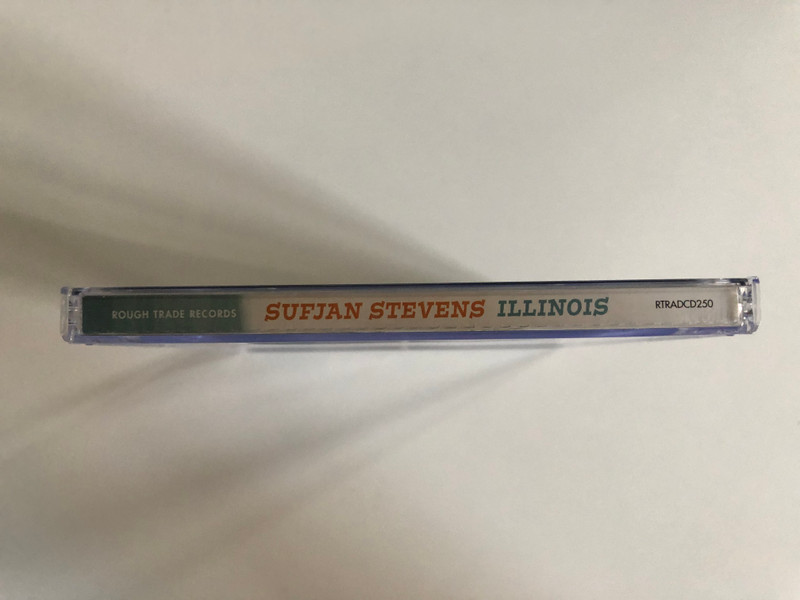 ROUGH TRADE RECORDS SUFJAN STEVENS ILLINOIS RTRADCD250